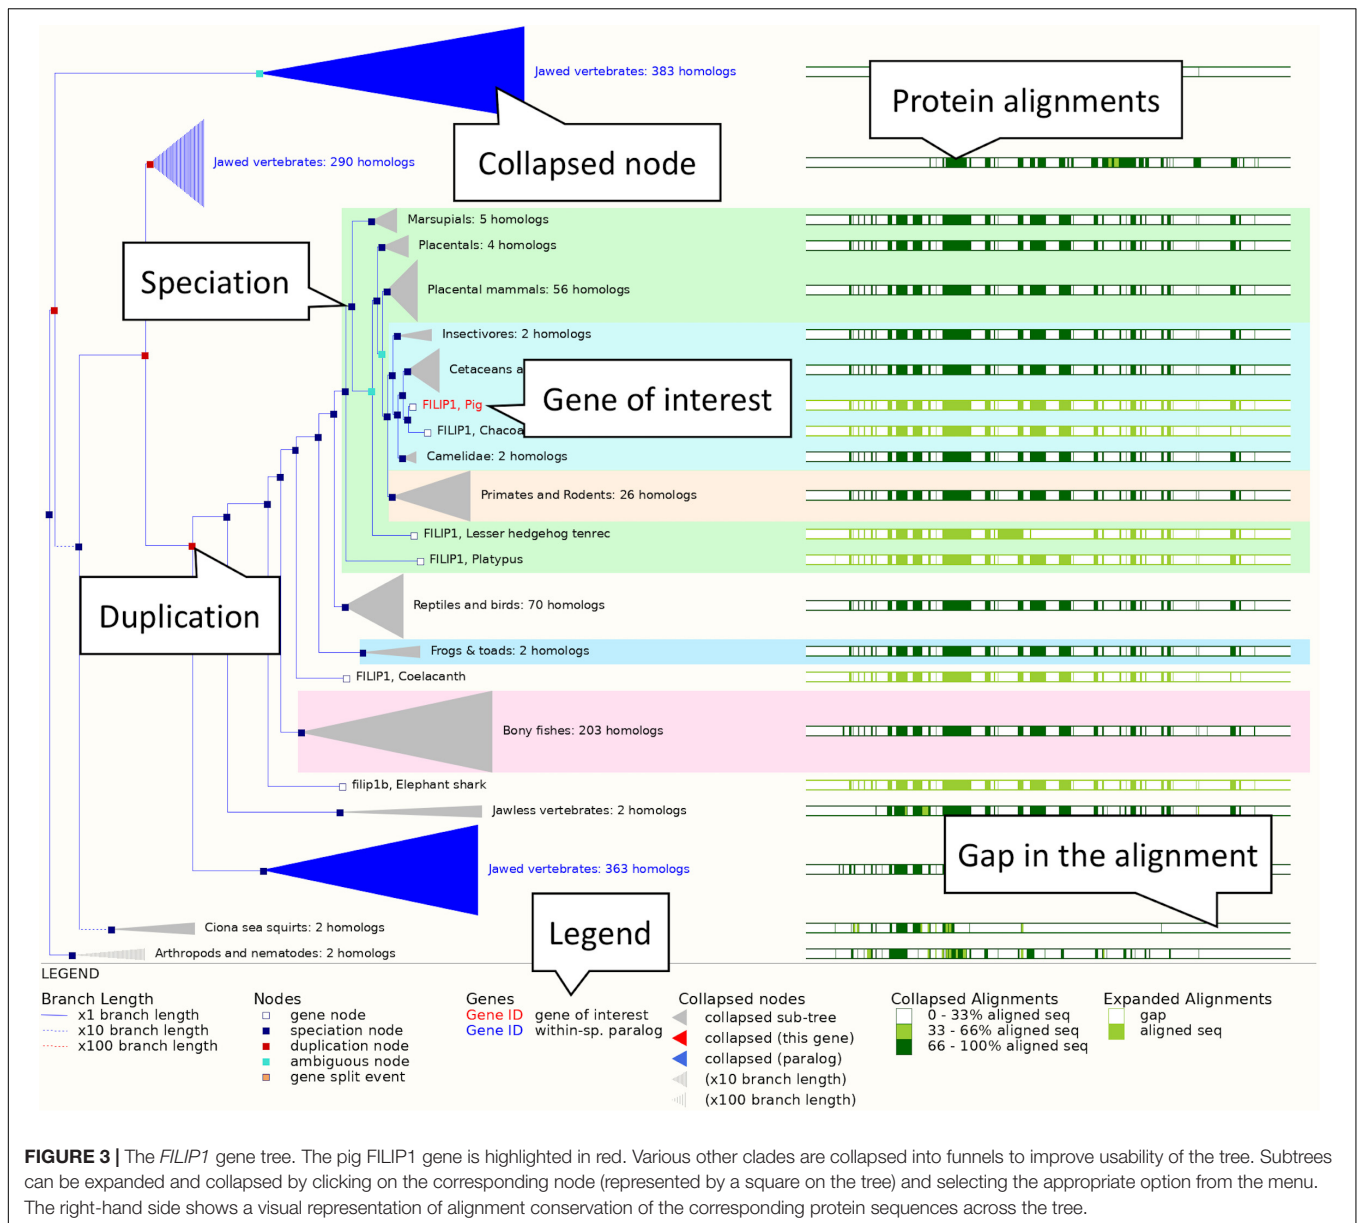 Jawed vertebrates: 383 homologs
Protein alignments
Collapsed node
Jawed vertebrates: 290 homologs
Marsupials: 5 homologs
Placentals: 4 homologs
Speciation
Placental mammals: 56 homologs
Insectivores: 2 homologs
Cetaceans a
Gene of interest
FILIP1, Pig
FILIP1, Chacoa
Camelidae: 2 homologs
Primates and Rodents: 26 homologs
FILIP1, Lesser hedgehog tenrec
FILIP1, Platypus
Duplication
Reptiles and birds: 70 homologs
Frogs & toads: 2 homologs
FILIP1, Coelacanth
Bony fishes: 203 homologs
filip1b, Elephant shark
Jawless vertebrates: 2 homologs
Gap in the alignment
Jawed vertebrates: 363 homologs
Legend
Ciona sea squirts: 2 homologs
Arthropods and nematodes: 2 homologs
LEGEND
Branch Length
x1 branch length
x10 branch length
x100 branch length
Nodes
gene node
speciation node
duplication node
ambiguous node
gene split event
Genes
Gene ID gene of interest
Gene ID within-sp. paralog
Collapsed nodes
collapsed sub-tree
collapsed (this gene)
collapsed (paralog)
(x10 branch length)
(x100 branch length)
Collapsed Alignments
0 - 33% aligned seq
33 - 66% aligned seq
66 - 100% aligned seq
Expanded Alignments
gap
aligned seq
FIGURE 3 | The FILIP1 gene tree. The pig FILIP1 gene is highlighted in red. Various other clades are collapsed into funnels to improve usability of the tree. Subtrees
can be expanded and collapsed by clicking on the corresponding node (represented by a square on the tree) and selecting the appropriate option from the menu.
The right-hand side shows a visual representation of alignment conservation of the corresponding protein sequences across the tree.